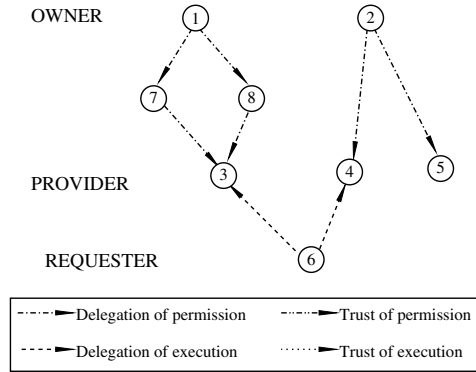 OWNER 1 2
7 8
3 4 5
PROVIDER
REQUESTER 6
Delegation of permission Trust of permission
Delegation of execution Trust of execution